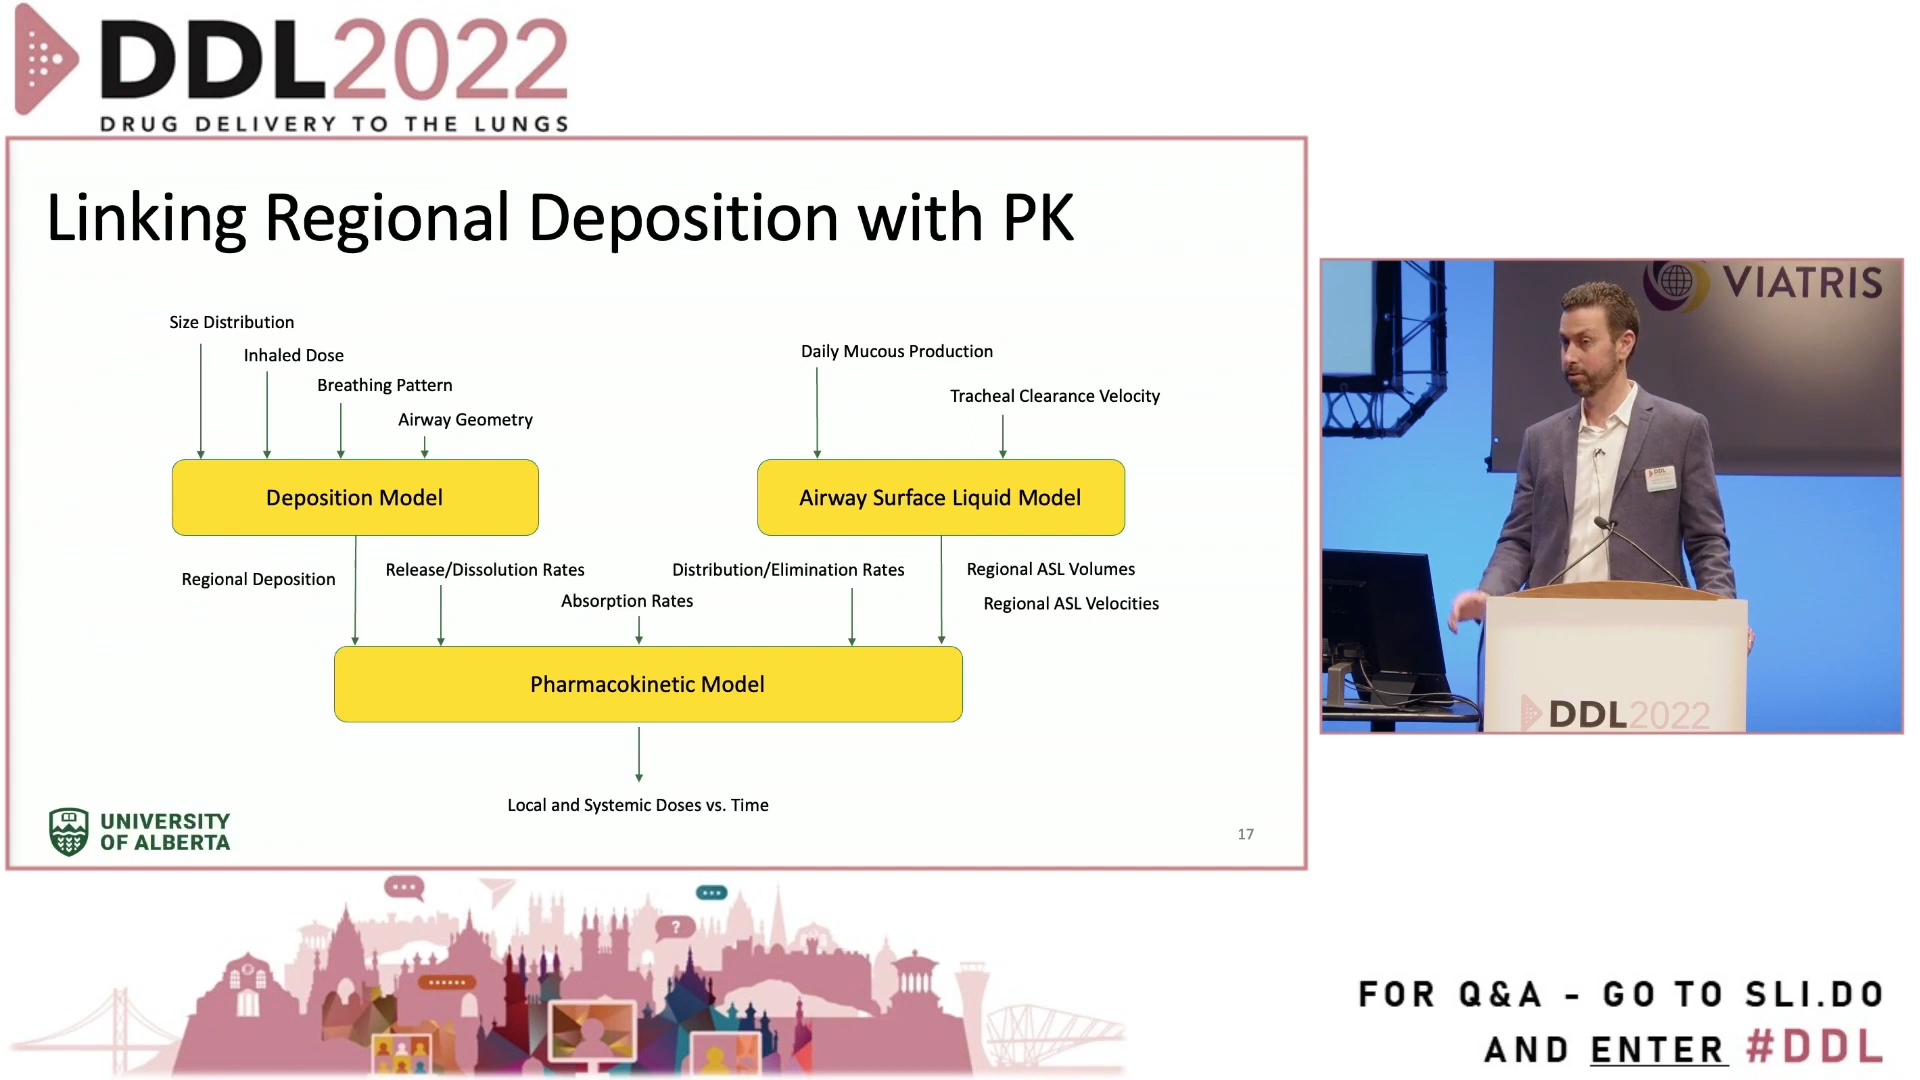 DDL2022
DRUG DELIVERY TO THE LUNGS
Linking Regional Deposition with PK
Size Distribution
Inhaled Dose
Breathing Pattern
Airway Geometry
Daily Mucous Production
Tracheal Clearance Velocity
Deposition Model
Airway Surface Liquid Model
Regional Deposition
Release/Dissolution Rates
Absorption Rates
Distribution/Elimination Rates
Regional ASL Volumes
Regional ASL Velocities
Pharmacokinetic Model
Local and Systemic Doses vs. Time
UNIVERSITY
OF ALBERTA
17
VIATRIS
DDL2022
?
FOR Q&A - GO TO SLI.DO
AND ENTER #DDL